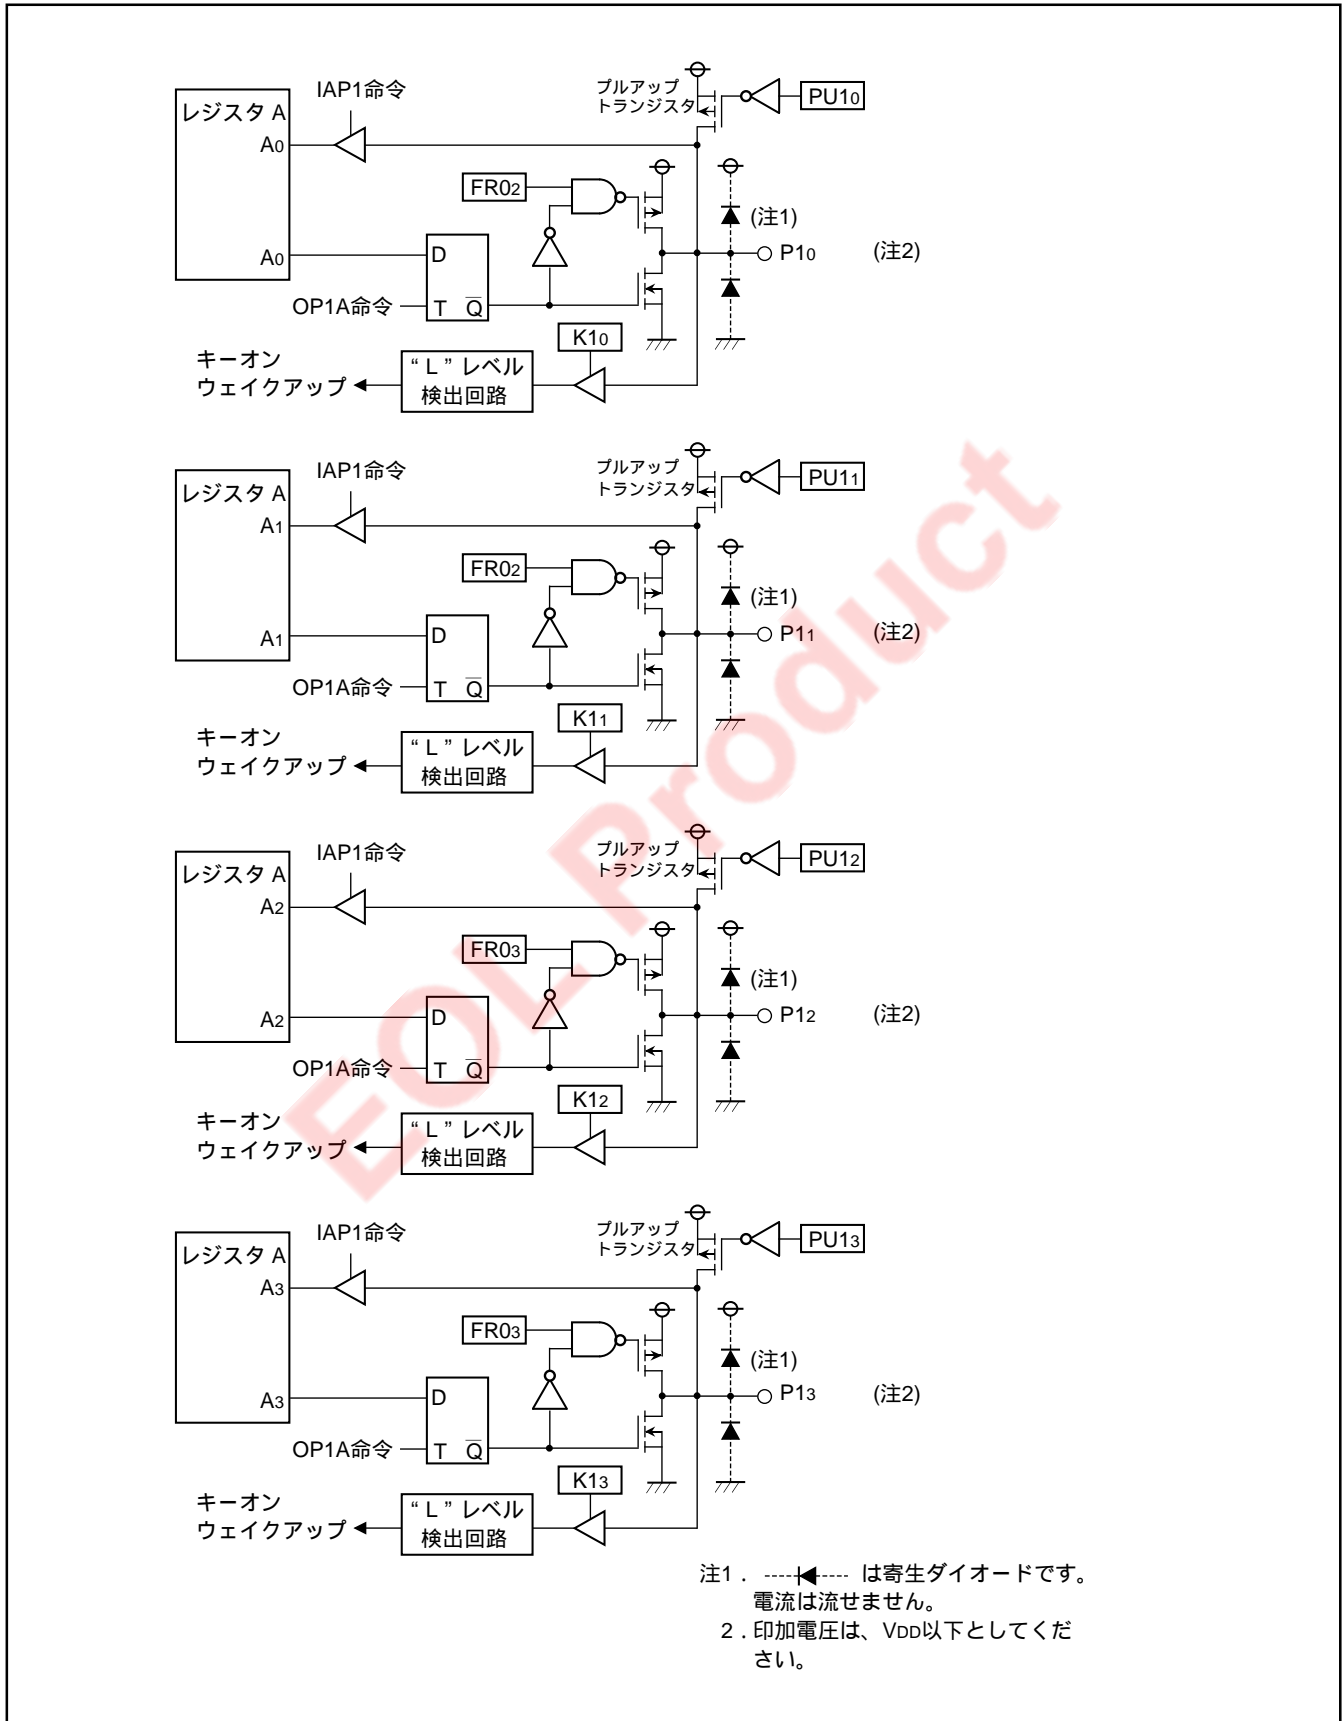 IAP1命令
プルアップ
トランジスタ
PU10
レジスタ A
A0
FR02
(注1)
A0
D
P10
(注2)
OP1A命令
T Q
K10
キーオン
ウェイクアップ
“ L ” レベル
検出回路
IAP1命令
プルアップ
トランジスタ
PU11
レジスタ A
A1
FR02
(注1)
A1
D
P11
(注2)
OP1A命令
T Q
K11
キーオン
ウェイクアップ
“ L ” レベル
検出回路
IAP1命令
プルアップ
トランジスタ
PU12
レジスタ A
A2
FR03
(注1)
A2
D
P12
(注2)
OP1A命令
T Q
K12
キーオン
ウェイクアップ
“ L ” レベル
検出回路
IAP1命令
プルアップ
トランジスタ
PU13
レジスタ A
A3
FR03
(注1)
A3
D
P13
(注2)
OP1A命令
T Q
K13
キーオン
ウェイクアップ
“ L ” レベル
検出回路
注1． は寄生ダイオードです。
電流は流せません。
2．印加電圧は、VDD以下としてくだ
さい。
EOL Product